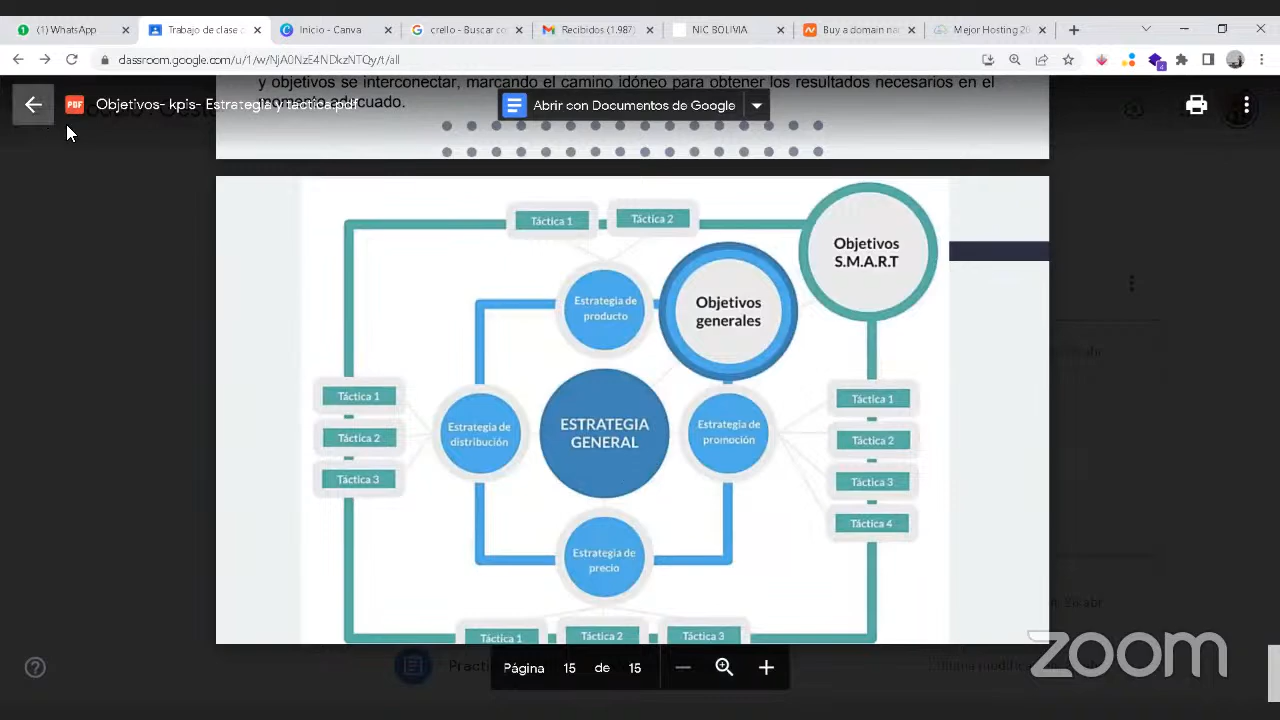 (1) WhatsApp
Trabajo de clase c
Inicio - Canva
crello - Buscar co
Recibidos (1.987)
NIC BOLIVIA
Buy a domain na
Mejor Hosting 20
classroom.google.com/u/1/w/NJA0NzE4NDkzNTQy/t/all
y objetivos se interconectar, marcando el camino idóneo para obtener los resultados necesarios en el
adecuado.
PDF
Objetivos- kpis- Estrategia y tactica.pdf
Abrir con Documentos de Google
Táctica 1
Táctica 2
Objetivos
S.M.A.R.T
Estrategia de
producto
Objetivos
generales
Táctica 1
Táctica 2
Táctica 3
Estrategia de
distribución
ESTRATEGIA
GENERAL
Estrategia de
promoción
Táctica 1
Táctica 2
Táctica 3
Táctica 4
Estrategia de
precio
Táctica 1
Táctica 2
Táctica 3
Página 15 de 15
zoom